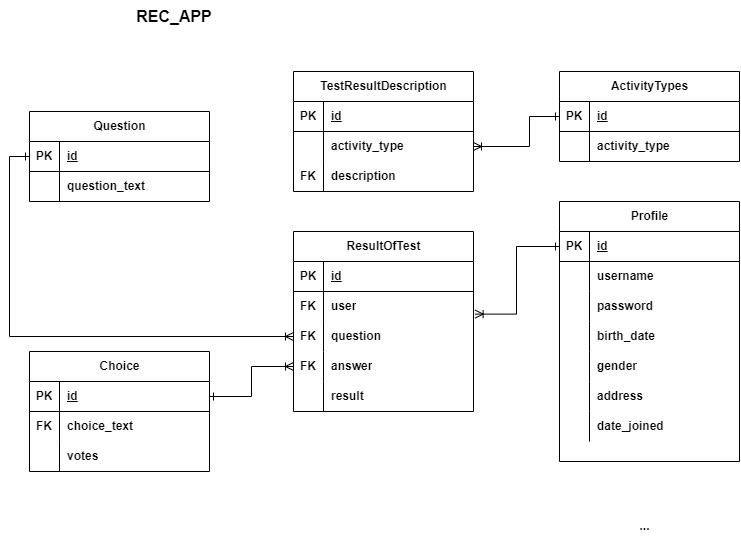 REC_APP
Question
PK id
question_text
TestResultDescription
PK id
activity_type
FK description
ActivityTypes
PK id
activity_type
ResultOfTest
PK id
FK user
FK question
FK answer
result
Profile
PK id
username
password
birth_date
gender
address
date_joined
Choice
PK id
FK choice_text
votes
...